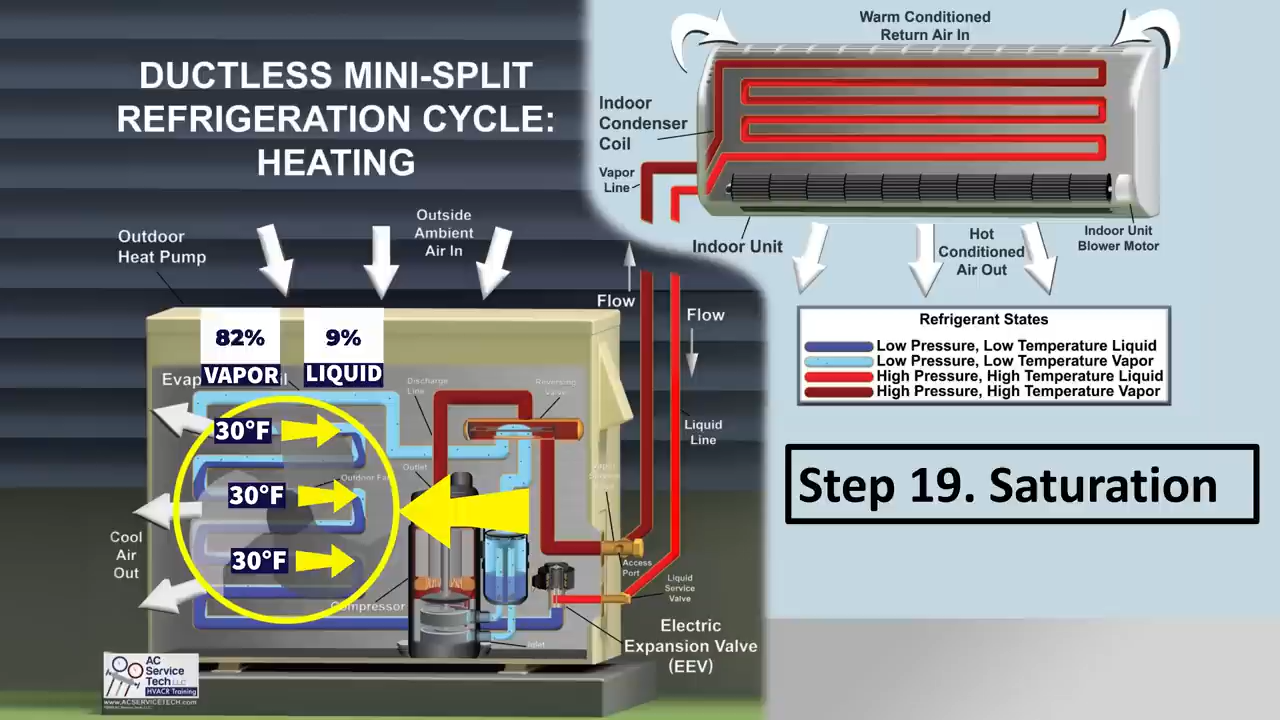 DUCTLESS MINI-SPLIT
REFRIGERATION CYCLE:
HEATING
Warm Conditioned
Return Air In
Indoor
Condenser
Coil
Vapor
Line
Indoor Unit
Hot
Conditioned
Air Out
Indoor Unit
Blower Motor
Outdoor
Heat Pump
Outside
Ambient
Air In
Flow
Flow
Refrigerant States
Low Pressure, Low Temperature Liquid
Low Pressure, Low Temperature Vapor
High Pressure, High Temperature Liquid
High Pressure, High Temperature Vapor
82%
VAPOR
9%
LIQUID
Discharge
Line
Reversing
30°F
30°F
30°F
Outlet
Liquid
Line
Step 19. Saturation
Cool
Air
Out
Access
Port
Liquid
Service
Valve
Compressor
Inlet
Electric
Expansion Valve
(EEV)
AC
Service
Tech LLC
HVACR Training
www.ACSERVICETECH.com